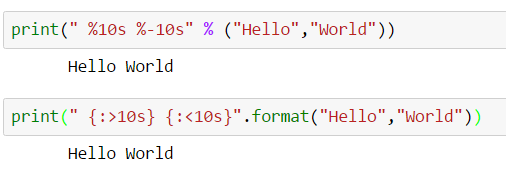 print(" %10s %-10s" % ("Hello","World"))
Hello World
print(" {:>10s} {:<10s}".format("Hello","World"))
Hello World